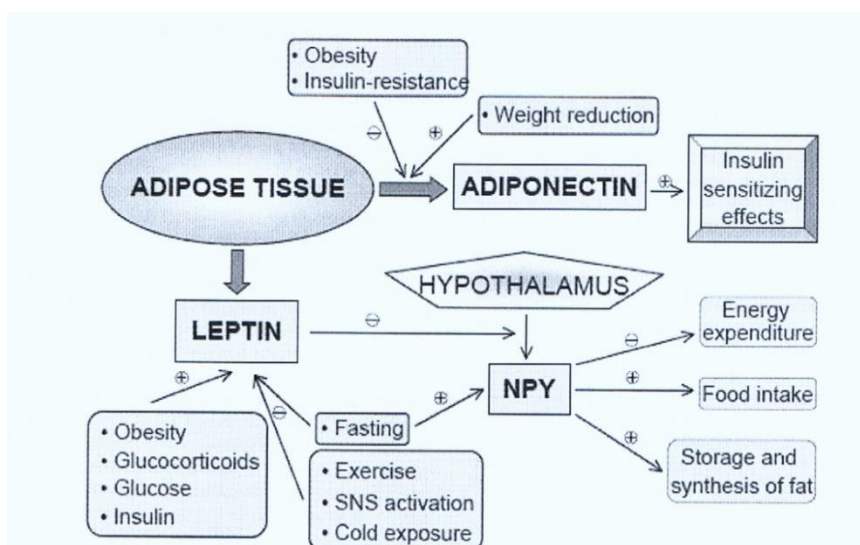 • Obesity
• Insulin-resistance
• Weight reduction
ADIPOSE TISSUE
ADIPONECTIN
Insulin
sensitizing
effects
HYPOTHALAMUS
LEPTIN
NPY
Energy
expenditure
Food intake
Storage and
synthesis of fat
• Obesity
• Glucocorticoids
• Glucose
• Insulin
• Fasting
• Exercise
• SNS activation
• Cold exposure